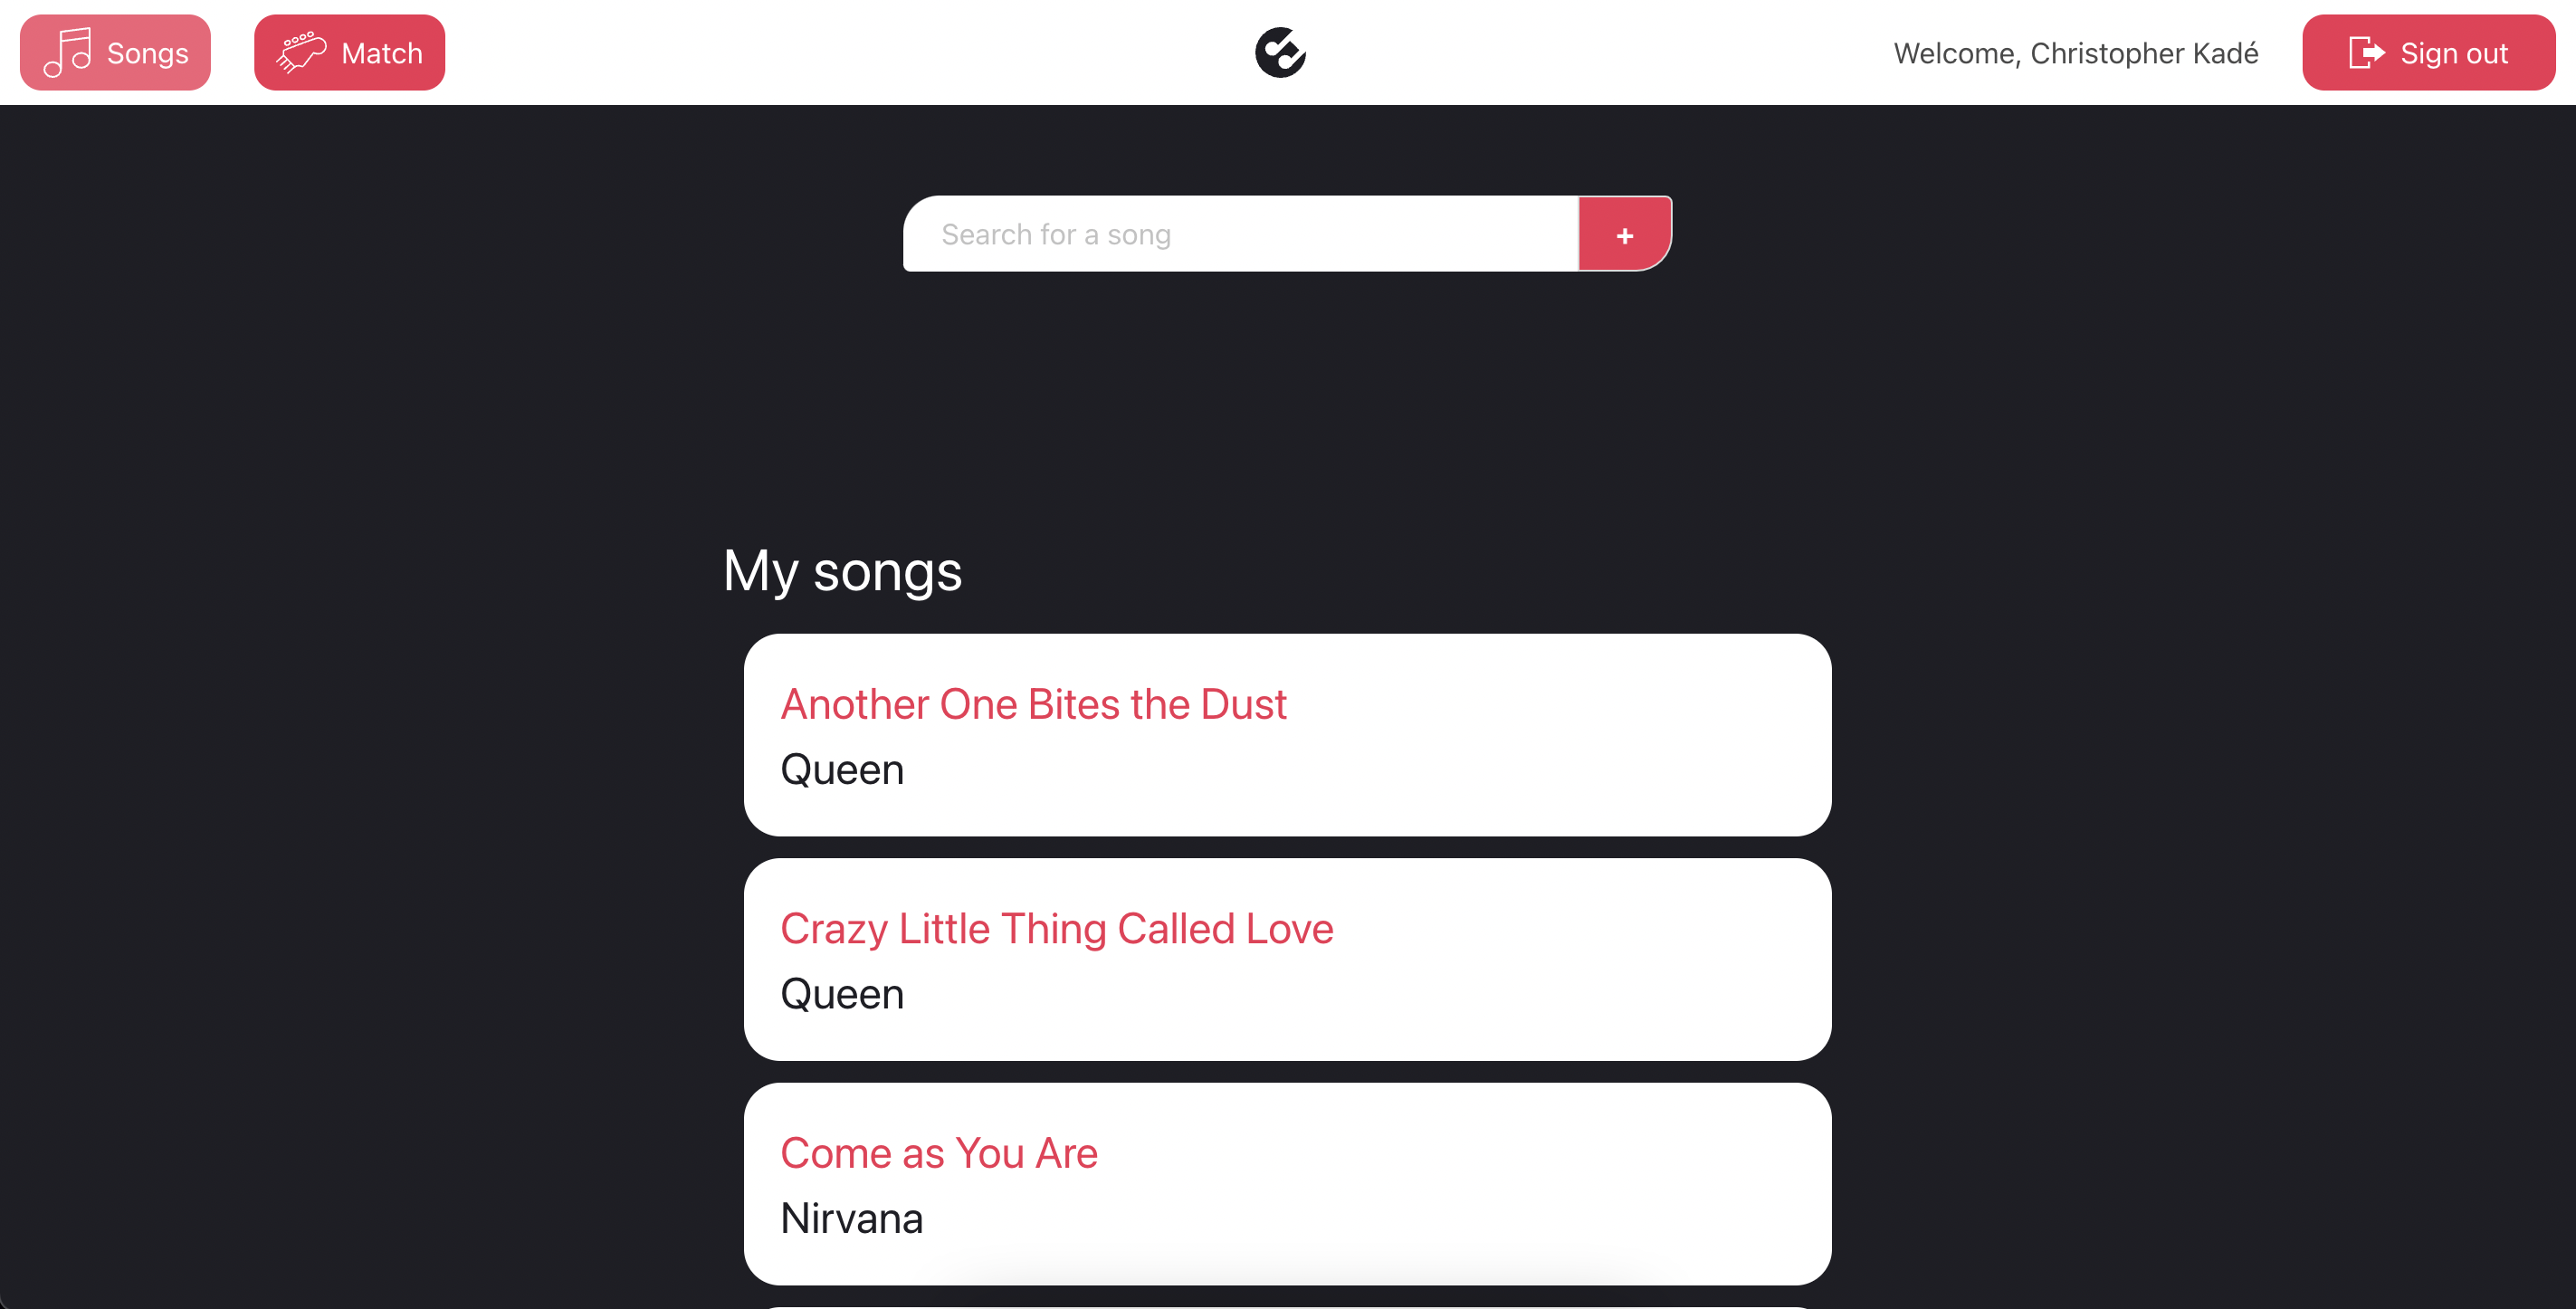 Songs
Match
Welcome, Christopher Kadé
Sign out
Search for a song
+
My songs
Another One Bites the Dust
Queen
Crazy Little Thing Called Love
Queen
Come as You Are
Nirvana